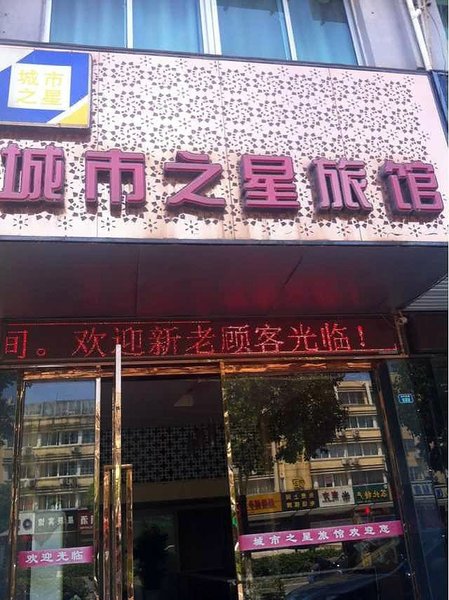 城市
之星
城市之星旅馆
间。欢迎新老顾客光临！
欢迎光临
城市之星旅馆欢迎您